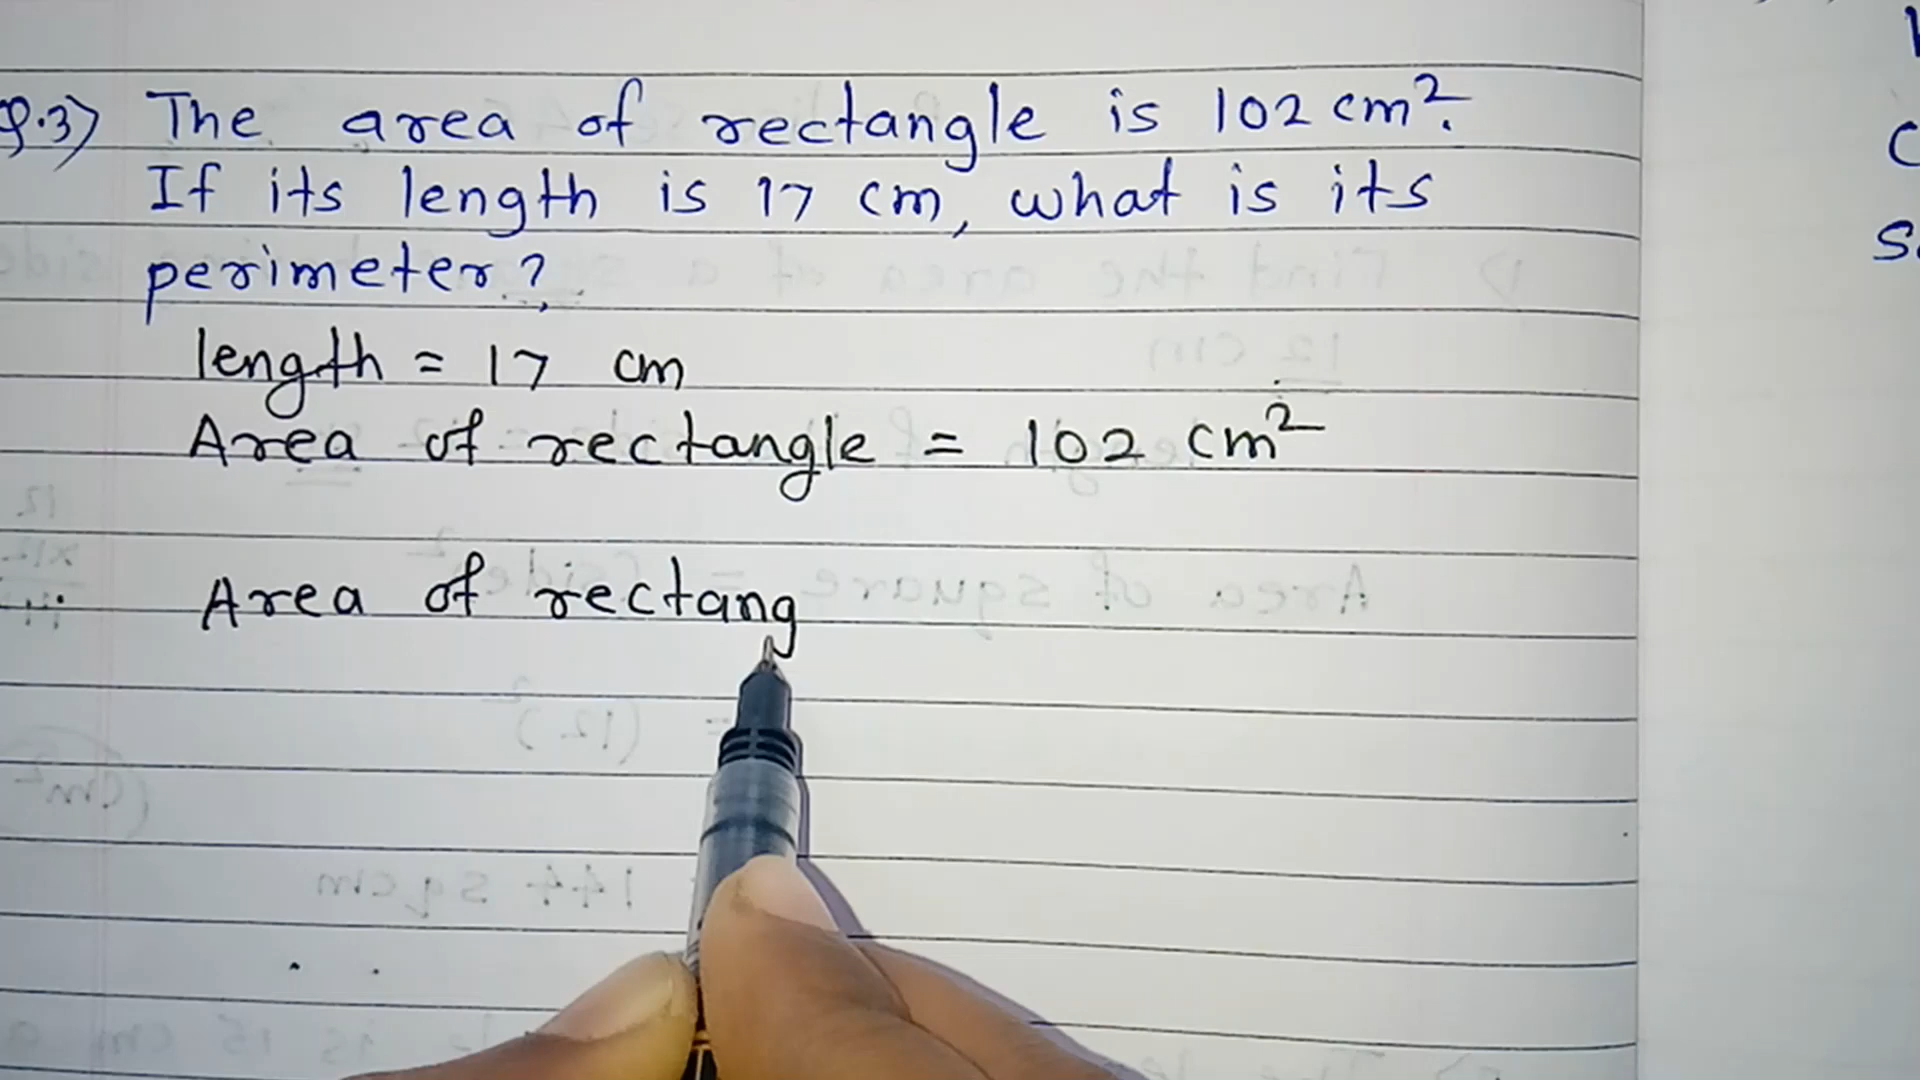 Q.3) The area of rectangle is 102 cm².
If its length is 17 cm, what is its
perimeter?
length = 17 cm
Area of rectangle = 102 cm²
Area of rectang